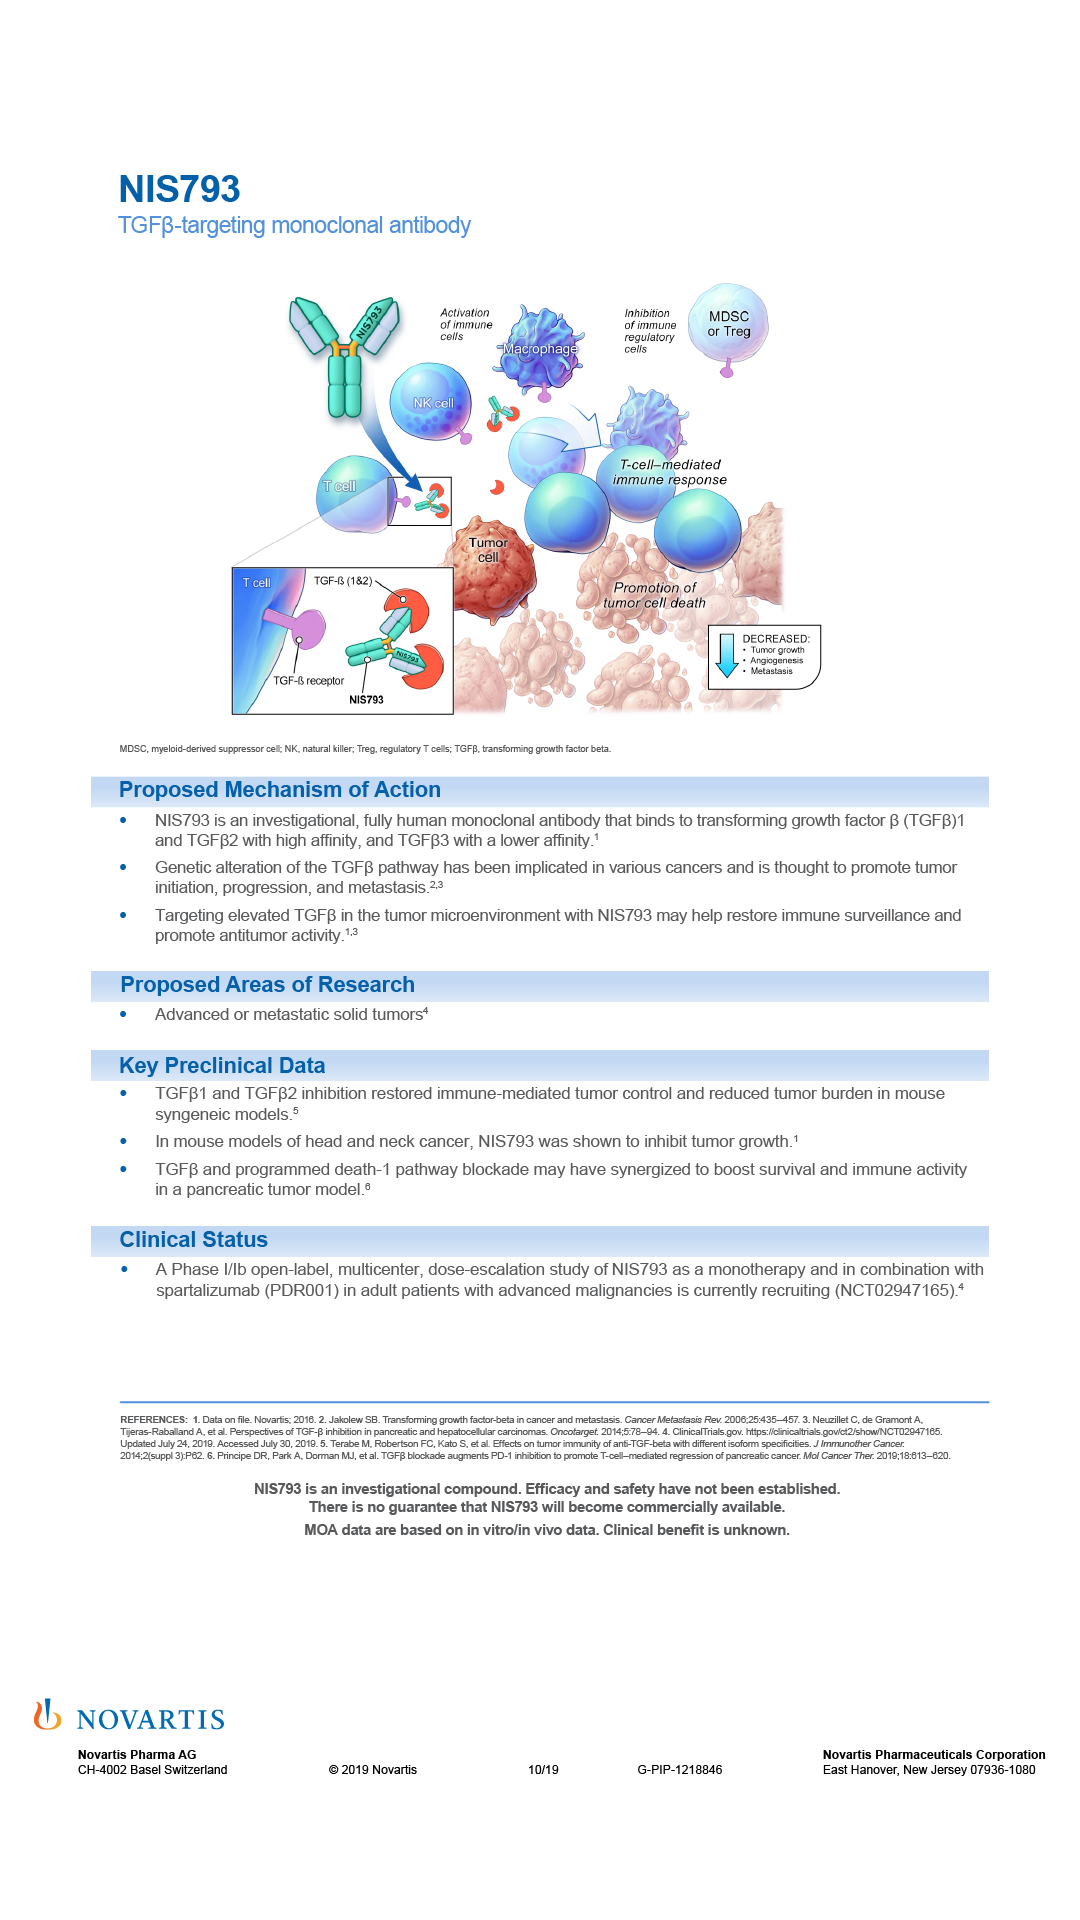 NIS793
TGFβ-targeting monoclonal antibody
NIS793
Activation
of immune
cells
Macrophage
Inhibition
of immune
regulatory
cells
MDSC
or Treg
NK cell
T cell
T-cell–mediated
immune response
Tumor
cell
Promotion of
tumor cell death
T cell
TGF-ß (1&2)
NIS793
TGF-ß receptor
NIS793
DECREASED:
• Tumor growth
• Angiogenesis
• Metastasis
MDSC, myeloid-derived suppressor cell; NK, natural killer; Treg, regulatory T cells; TGFβ, transforming growth factor beta.
Proposed Mechanism of Action
• NIS793 is an investigational, fully human monoclonal antibody that binds to transforming growth factor β (TGFβ)1
and TGFβ2 with high affinity, and TGFβ3 with a lower affinity.1
• Genetic alteration of the TGFβ pathway has been implicated in various cancers and is thought to promote tumor
initiation, progression, and metastasis.2,3
• Targeting elevated TGFβ in the tumor microenvironment with NIS793 may help restore immune surveillance and
promote antitumor activity.1,3
Proposed Areas of Research
• Advanced or metastatic solid tumors4
Key Preclinical Data
• TGFβ1 and TGFβ2 inhibition restored immune-mediated tumor control and reduced tumor burden in mouse
syngeneic models.5
• In mouse models of head and neck cancer, NIS793 was shown to inhibit tumor growth.1
• TGFβ and programmed death-1 pathway blockade may have synergized to boost survival and immune activity
in a pancreatic tumor model.6
Clinical Status
• A Phase I/Ib open-label, multicenter, dose-escalation study of NIS793 as a monotherapy and in combination with
spartalizumab (PDR001) in adult patients with advanced malignancies is currently recruiting (NCT02947165).4
REFERENCES: 1. Data on file. Novartis; 2016. 2. Jakolew SB. Transforming growth factor-beta in cancer and metastasis. Cancer Metastasis Rev. 2006;25:435–457. 3. Neuzillet C, de Gramont A,
Tijeras-Raballand A, et al. Perspectives of TGF-β inhibition in pancreatic and hepatocellular carcinomas. Oncotarget. 2014;5:78–94. 4. ClinicalTrials.gov. https://clinicaltrials.gov/ct2/show/NCT02947165.
Updated July 24, 2019. Accessed July 30, 2019. 5. Terabe M, Robertson FC, Kato S, et al. Effects on tumor immunity of anti-TGF-beta with different isoform specificities. J Immunother Cancer.
2014;2(suppl 3):P62. 6. Principe DR, Park A, Dorman MJ, et al. TGFβ blockade augments PD-1 inhibition to promote T-cell–mediated regression of pancreatic cancer. Mol Cancer Ther. 2019;18:613–620.
NIS793 is an investigational compound. Efficacy and safety have not been established.
There is no guarantee that NIS793 will become commercially available.
MOA data are based on in vitro/in vivo data. Clinical benefit is unknown.
NOVARTIS
Novartis Pharma AG
CH-4002 Basel Switzerland
© 2019 Novartis
10/19
G-PIP-1218846
Novartis Pharmaceuticals Corporation
East Hanover, New Jersey 07936-1080